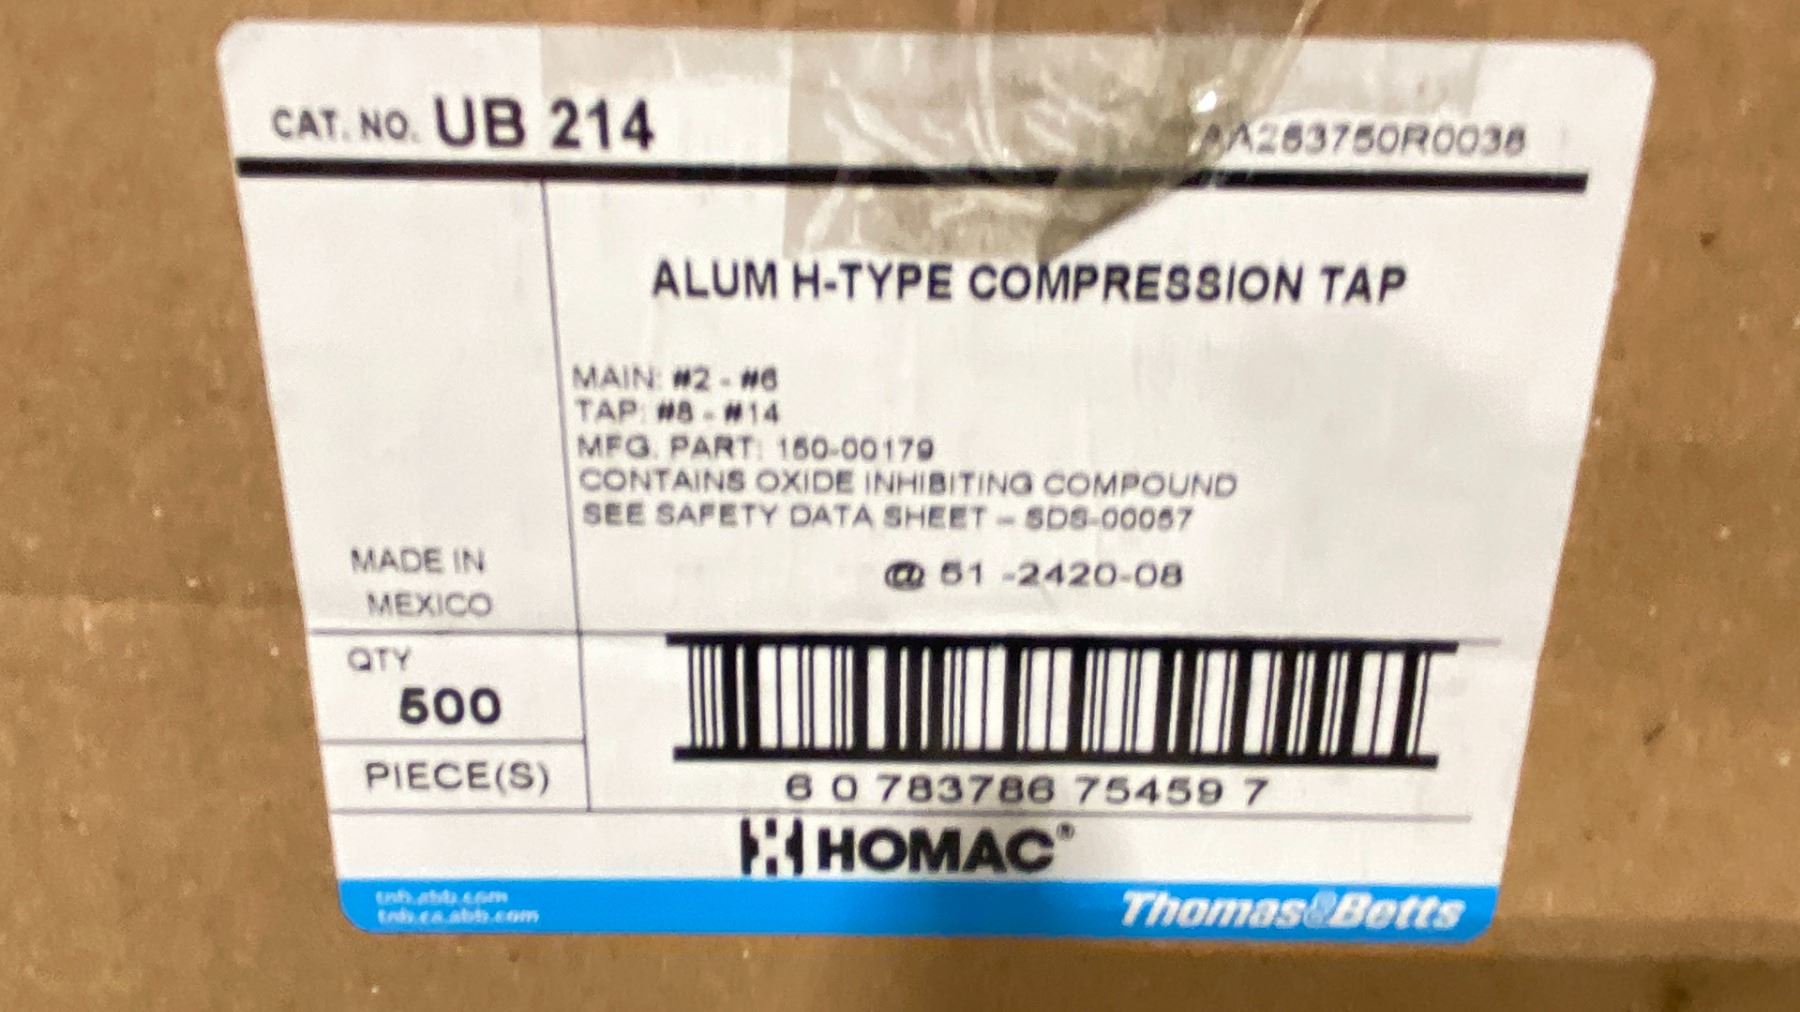 CAT. NO. UB 214
AA263750R0036
ALUM H-TYPE COMPRESSION TAP
MAIN: #2 - #6
TAP: #8 - #14
MFG. PART: 150-00179
CONTAINS OXIDE INHIBITING COMPOUND
SEE SAFETY DATA SHEET – SDS-00057
@ 51 -2420-08
MADE IN
MEXICO
QTY
500
PIECE(S)
6 0 783786 75459 7
HOMAC®
tnb.abb.com
tnb.ca.abb.com
Thomas&Betts